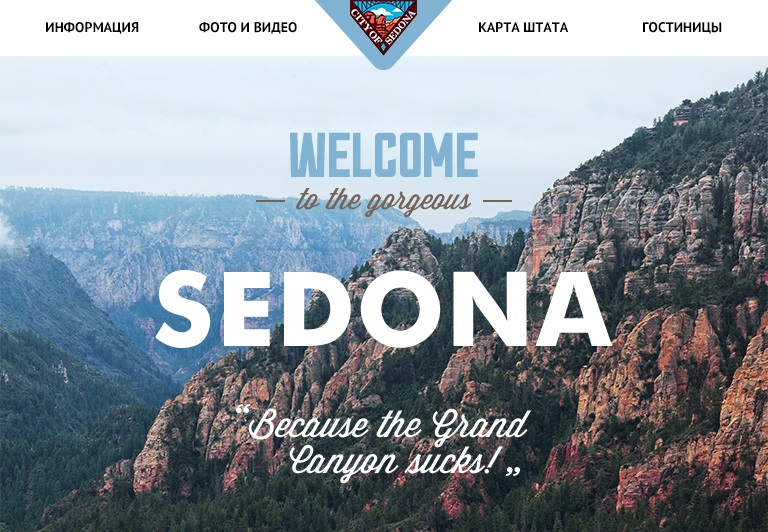 ИНФОРМАЦИЯ
ФОТО И ВИДЕО
CITY OF SEDONA
КАРТА ШТАТА
ГОСТИНИЦЫ
WELCOME
— to the gorgeous —
SEDONA
“Because the Grand
Canyon sucks!„